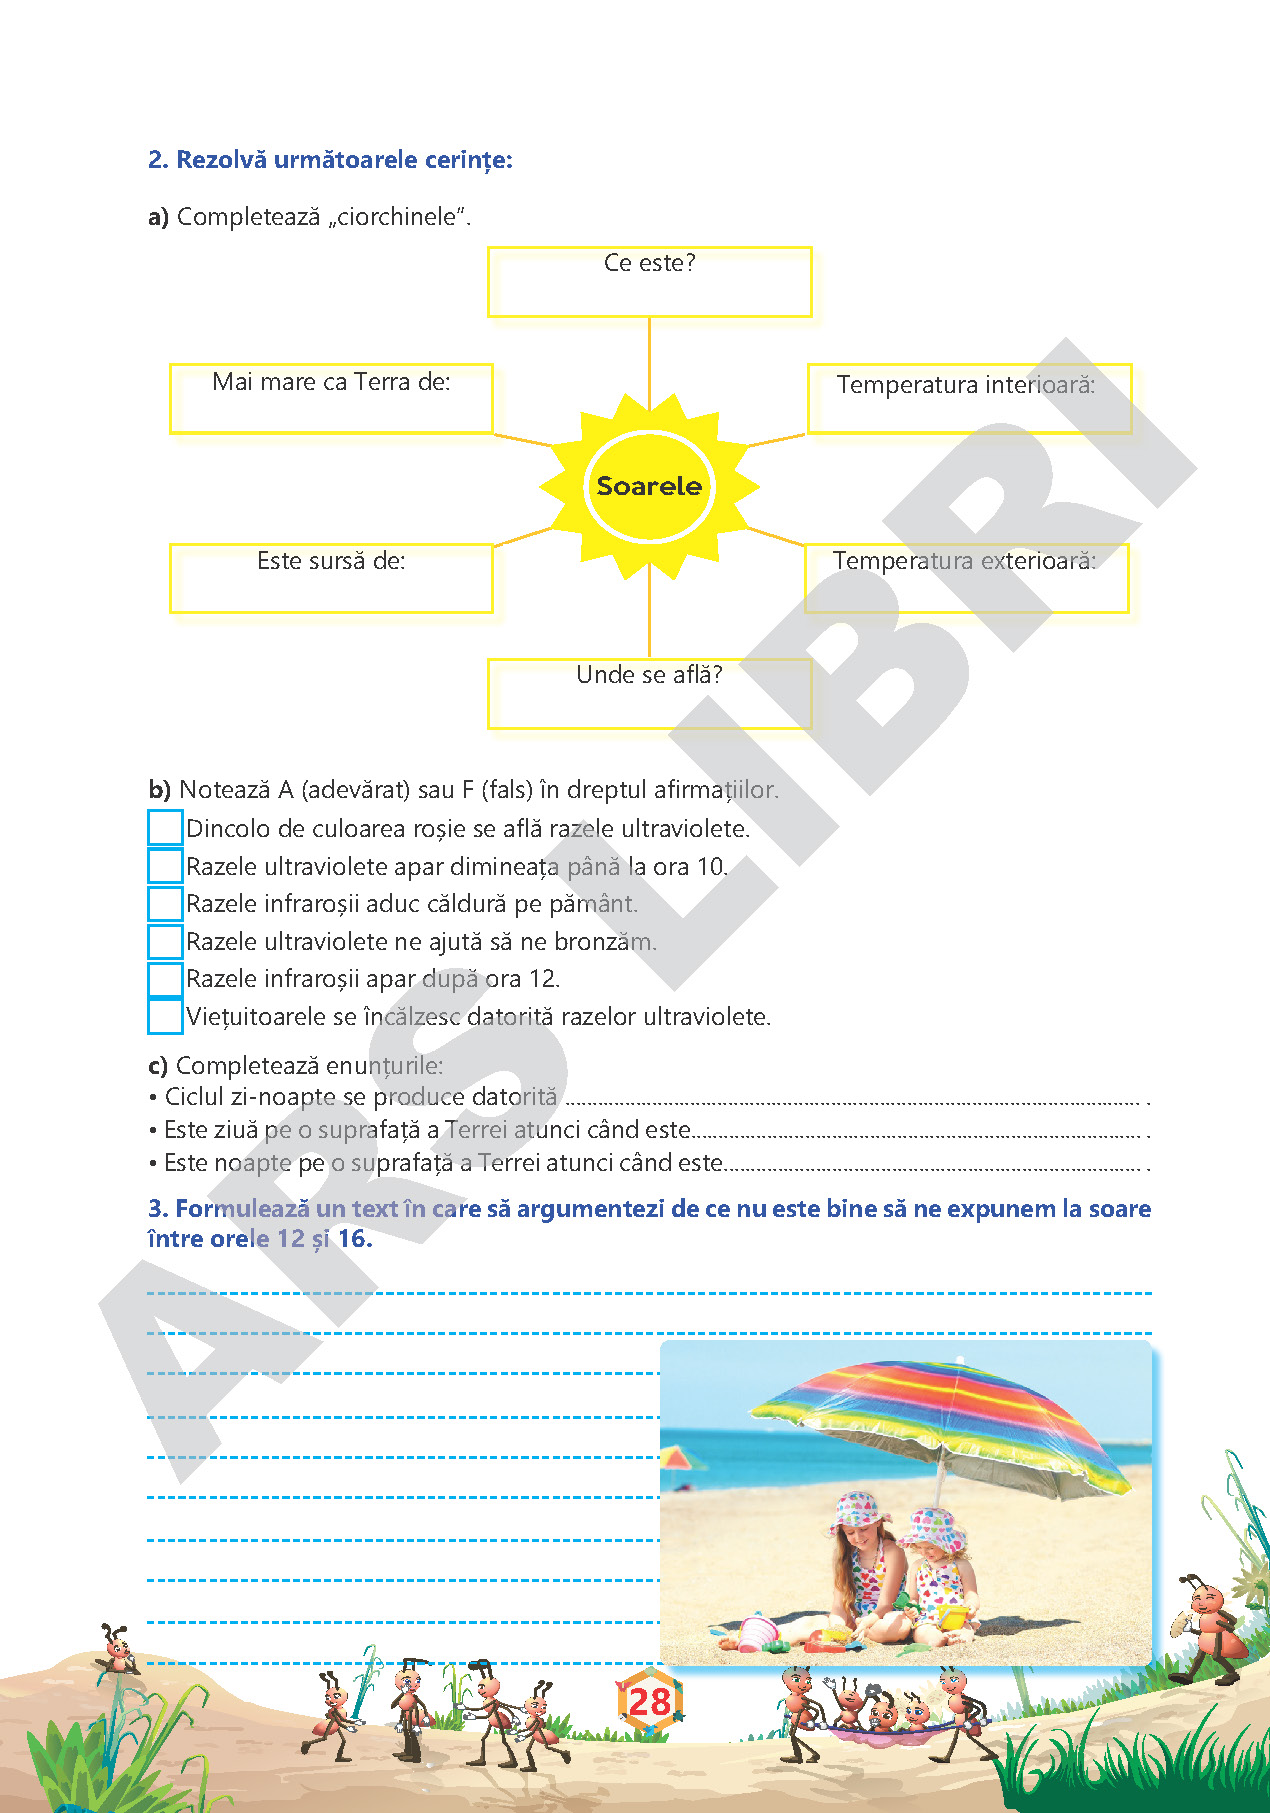 2. Rezolvă următoarele cerințe:
a) Completează „ciorchinele”.
Ce este?
Mai mare ca Terra de:
Temperatura interioară:
Soarele
Este sursă de:
Temperatura exterioară:
Unde se află?
b) Notează A (adevărat) sau F (fals) în dreptul afirmațiilor.
Dincolo de culoarea roșie se află razele ultraviolete.
Razele ultraviolete apar dimineața până la ora 10.
Razele infraroșii aduc căldură pe pământ.
Razele ultraviolete ne ajută să ne bronzăm.
Razele infraroșii apar după ora 12.
Viețuitoarele se încălzesc datorită razelor ultraviolete.
c) Completează enunțurile:
• Ciclul zi-noapte se produce datorită .......................................................................................................... .
• Este ziuă pe o suprafață a Terrei atunci când este................................................................................... .
• Este noapte pe o suprafață a Terrei atunci când este............................................................................. .
3. Formulează un text în care să argumentezi de ce nu este bine să ne expunem la soare
între orele 12 și 16.
28
ARS LIBRI